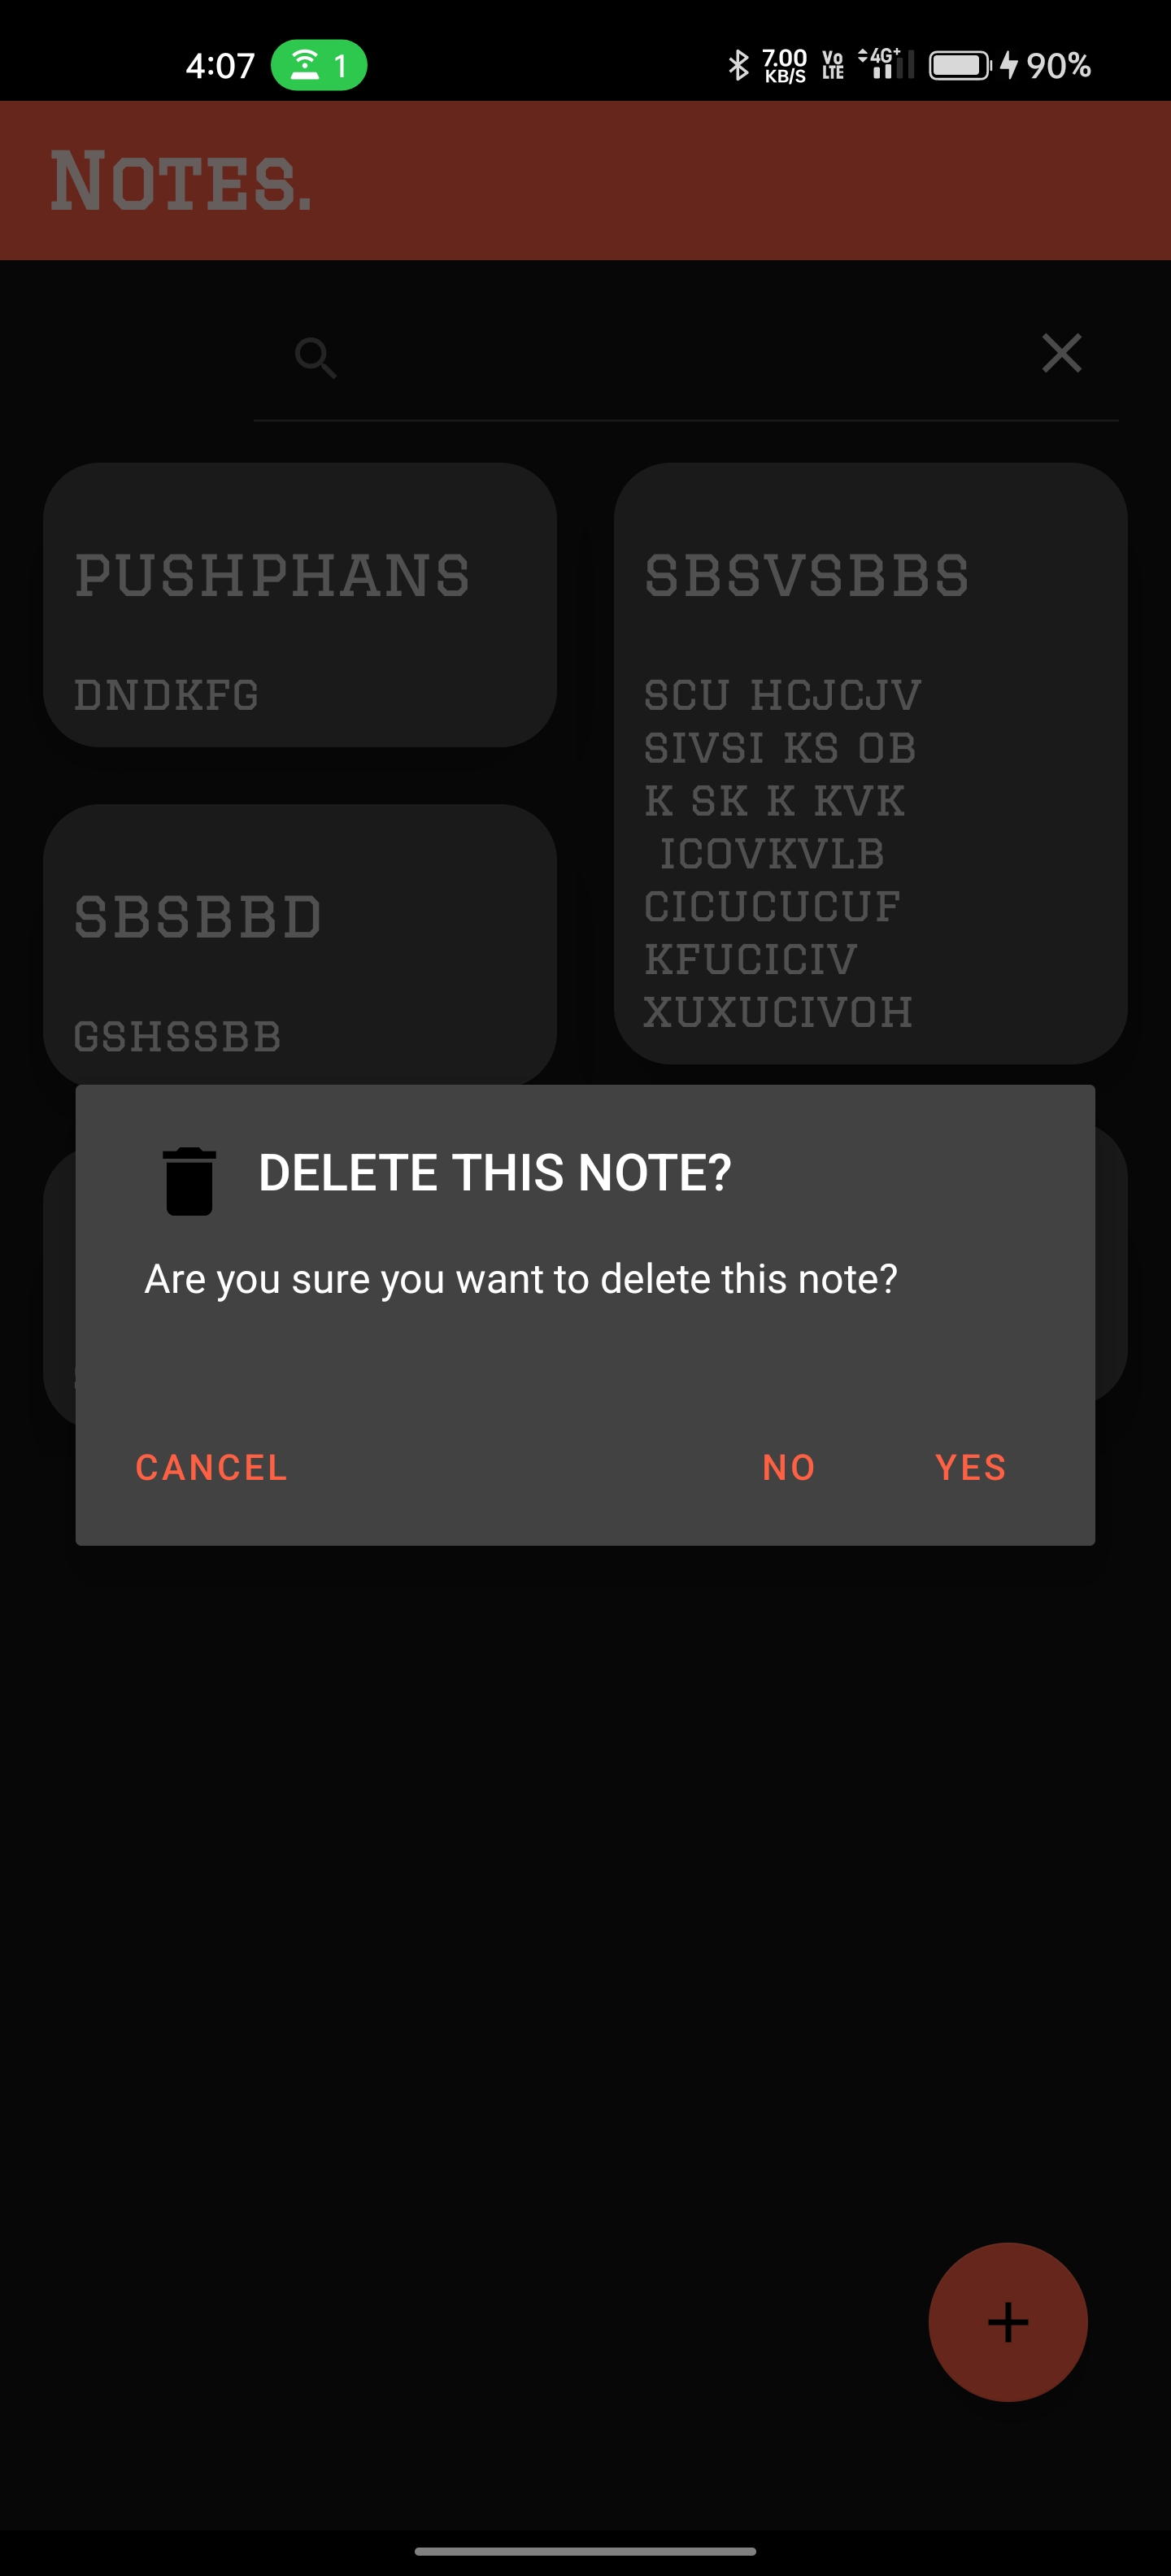 4:07 1 7.00 KB/S Vo LTE 4G+ 90%
NOTES.
PUSHPHANS
DNDKFG
SBSVSBBS
SCU HCJCJV
SIVSI KS OB
K SK K KVK
ICOVKVLB
CICUCUCUF
KFUCICIV
XUXUCIVOH
SBSBBD
GSHSSBB
DELETE THIS NOTE?
Are you sure you want to delete this note?
CANCEL NO YES